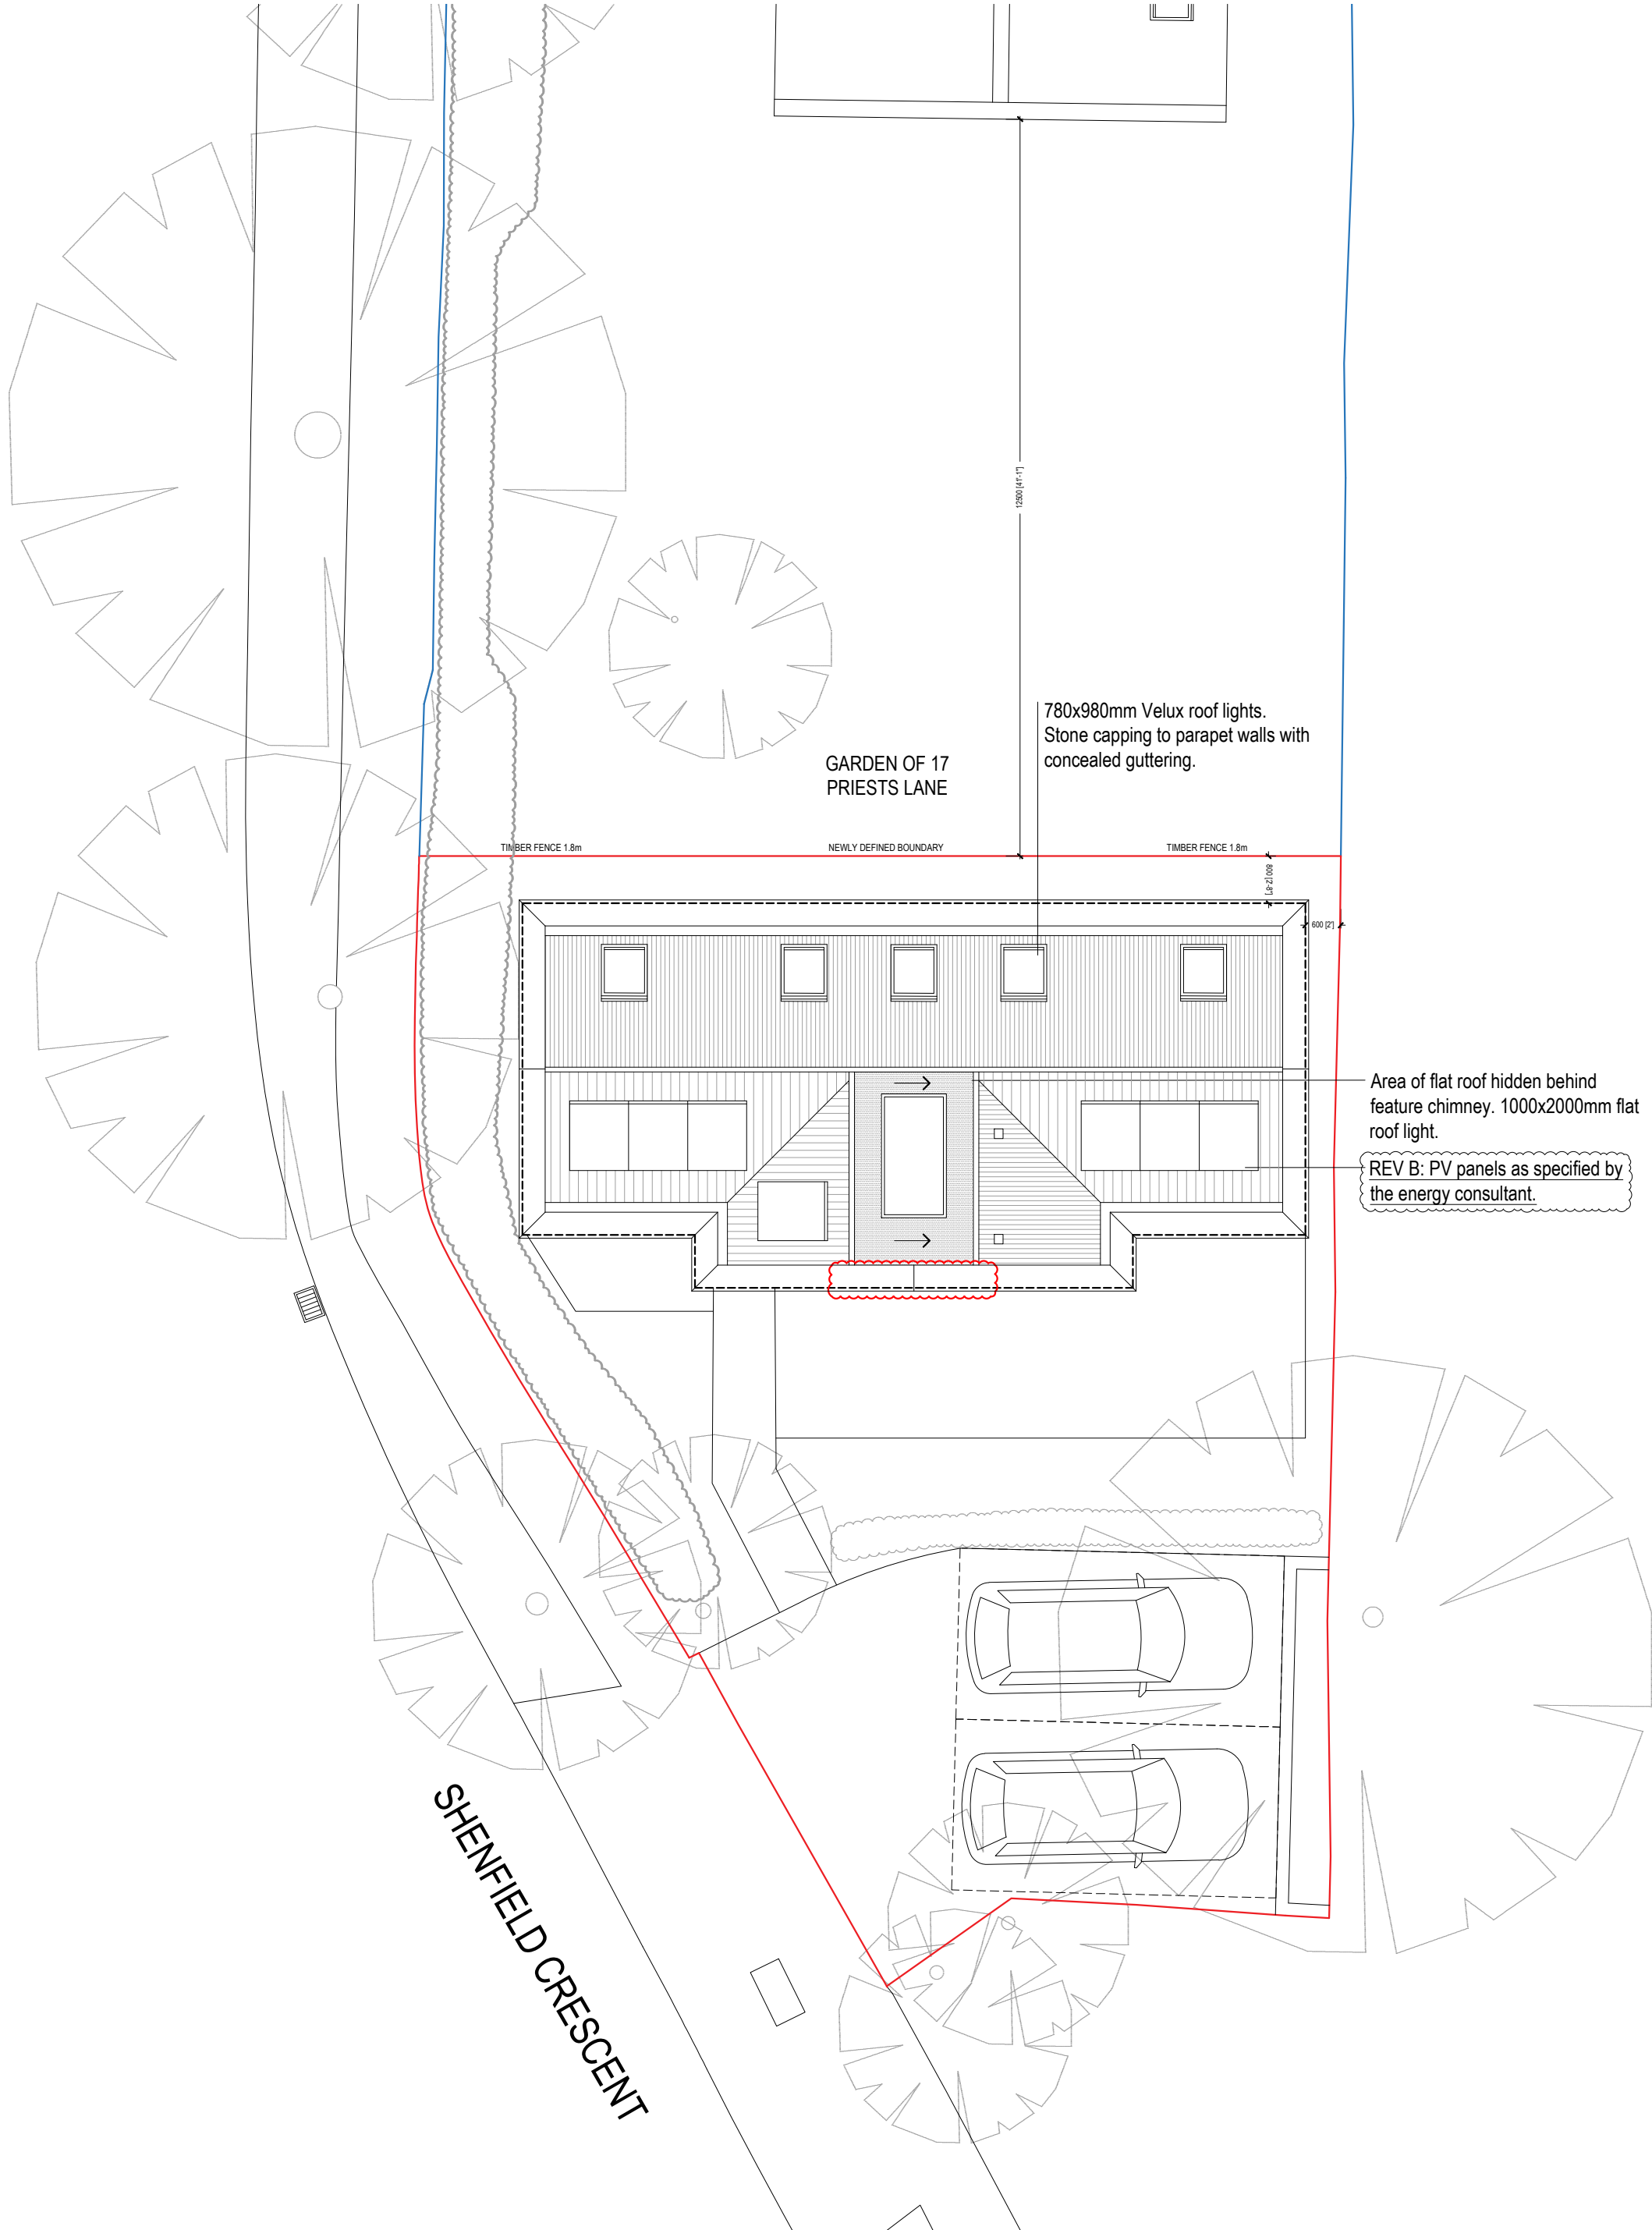 12500 [41'-1"]
780x980mm Velux roof lights.
Stone capping to parapet walls with
concealed guttering.
GARDEN OF 17
PRIESTS LANE
TIMBER FENCE 1.8m
NEWLY DEFINED BOUNDARY
TIMBER FENCE 1.8m
800 [2'-8"]
600 [2']
Area of flat roof hidden behind
feature chimney. 1000x2000mm flat
roof light.
REV B: PV panels as specified by
the energy consultant.
SHENFIELD CRESCENT